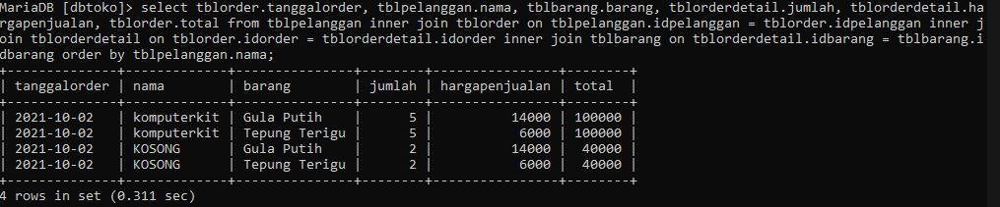 MariaDB [dbtoko]> select tblorder.tanggalorder, tblpelanggan.nama, tblbarang.barang, tblorderdetail.jumlah, tblorderdetail.ha
rgapenjualan, tblorder.total from tblpelanggan inner join tblorder on tblpelanggan.idpelanggan = tblorder.idpelanggan inner j
oin tblorderdetail on tblorder.idorder = tblorderdetail.idorder inner join tblbarang on tblorderdetail.idbarang = tblbarang.i
dbarang order by tblpelanggan.nama;
+--------------+-------------+---------------+--------+----------------+--------+
| tanggalorder | nama        | barang        | jumlah | hargapenjualan | total  |
+--------------+-------------+---------------+--------+----------------+--------+
| 2021-10-02   | komputerkit | Gula Putih    |      5 |          14000 | 100000 |
| 2021-10-02   | komputerkit | Tepung Terigu |      5 |           6000 | 100000 |
| 2021-10-02   | KOSONG      | Gula Putih    |      2 |          14000 |  40000 |
| 2021-10-02   | KOSONG      | Tepung Terigu |      2 |           6000 |  40000 |
+--------------+-------------+---------------+--------+----------------+--------+
4 rows in set (0.311 sec)